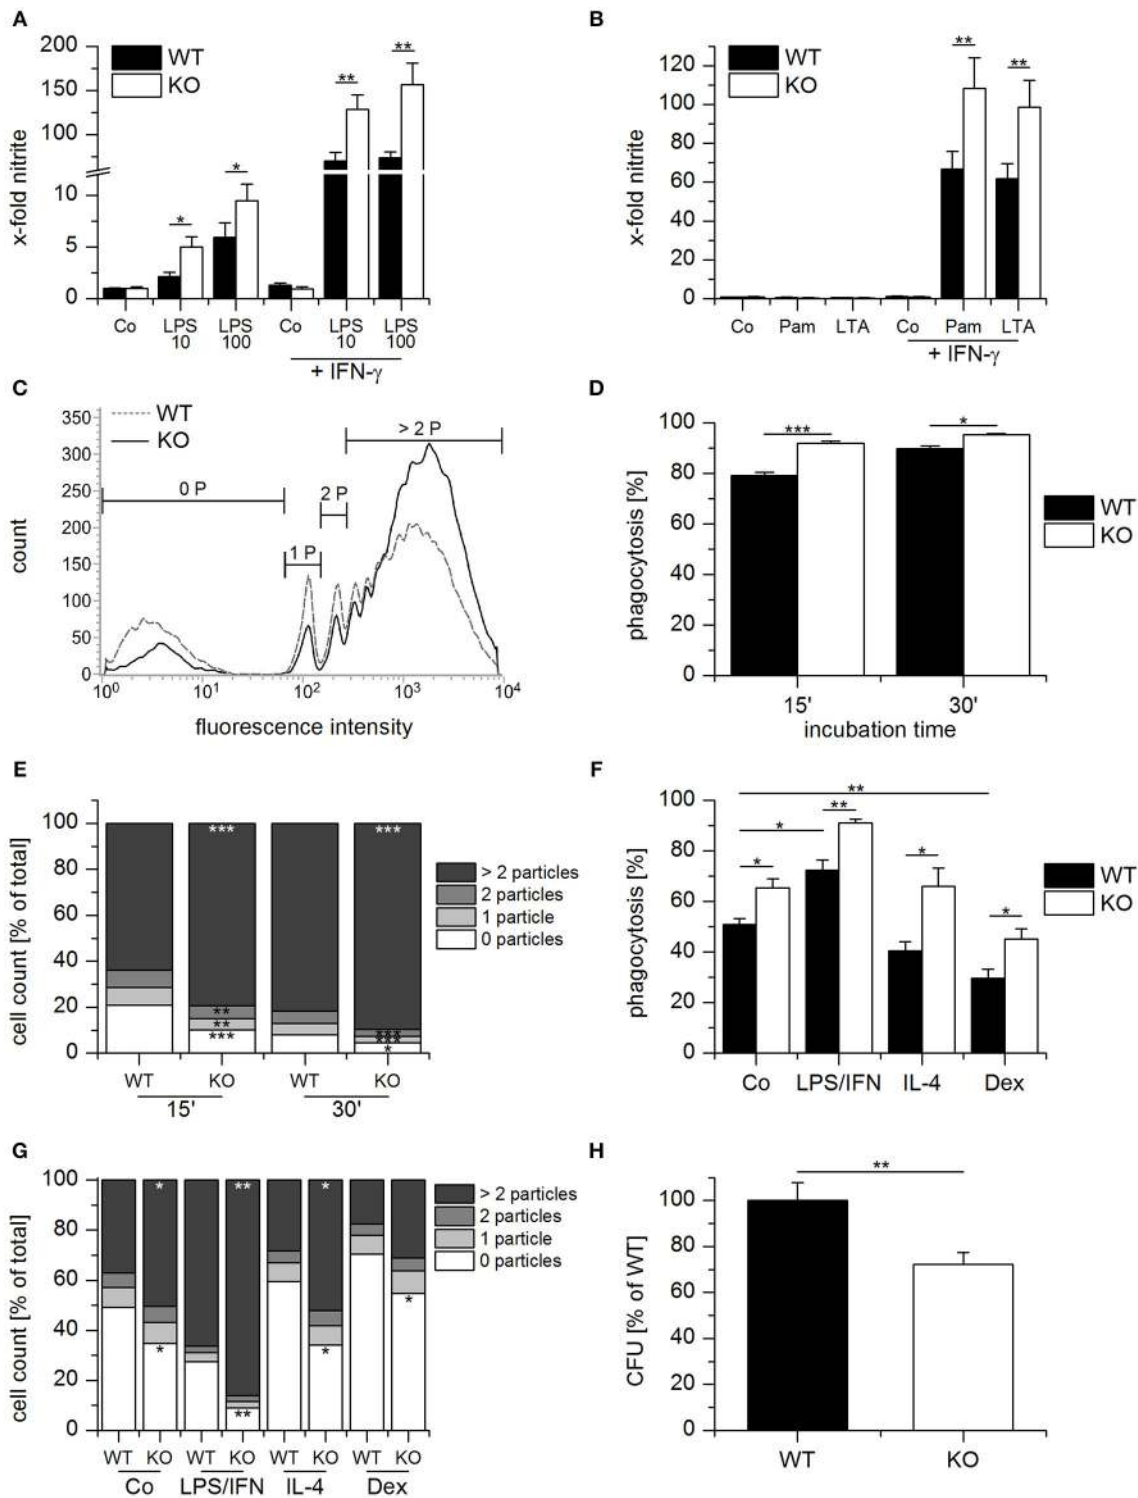 A
x-fold nitrite
200
150
100
10
5
0
WT
KO
*
*
**
**
Co
LPS 10
LPS 100
Co
LPS 10
LPS 100
+ IFN-γ
B
x-fold nitrite
120
100
80
60
40
20
0
WT
KO
**
**
Co Pam LTA Co Pam LTA
+ IFN-γ
C
count
350
300
250
200
150
100
50
0
WT
KO
0 P
1 P
2 P
> 2 P
10⁰ 10¹ 10² 10³ 10⁴
fluorescence intensity
D
phagocytosis [%]
100
80
60
40
20
0
***
*
WT
KO
15' 30'
incubation time
E
cell count [% of total]
100
80
60
40
20
0
***
**
**
***
***
***
***
*
> 2 particles
2 particles
1 particle
0 particles
WT KO WT KO
15' 30'
F
phagocytosis [%]
100
80
60
40
20
0
**
*
*
**
*
*
WT
KO
Co LPS/IFN IL-4 Dex
G
cell count [% of total]
100
80
60
40
20
0
* ** *
* ** * *
> 2 particles
2 particles
1 particle
0 particles
WT KO WT KO WT KO WT KO
Co LPS/IFN IL-4 Dex
H
CFU [% of WT]
100
80
60
40
20
0
**
WT KO